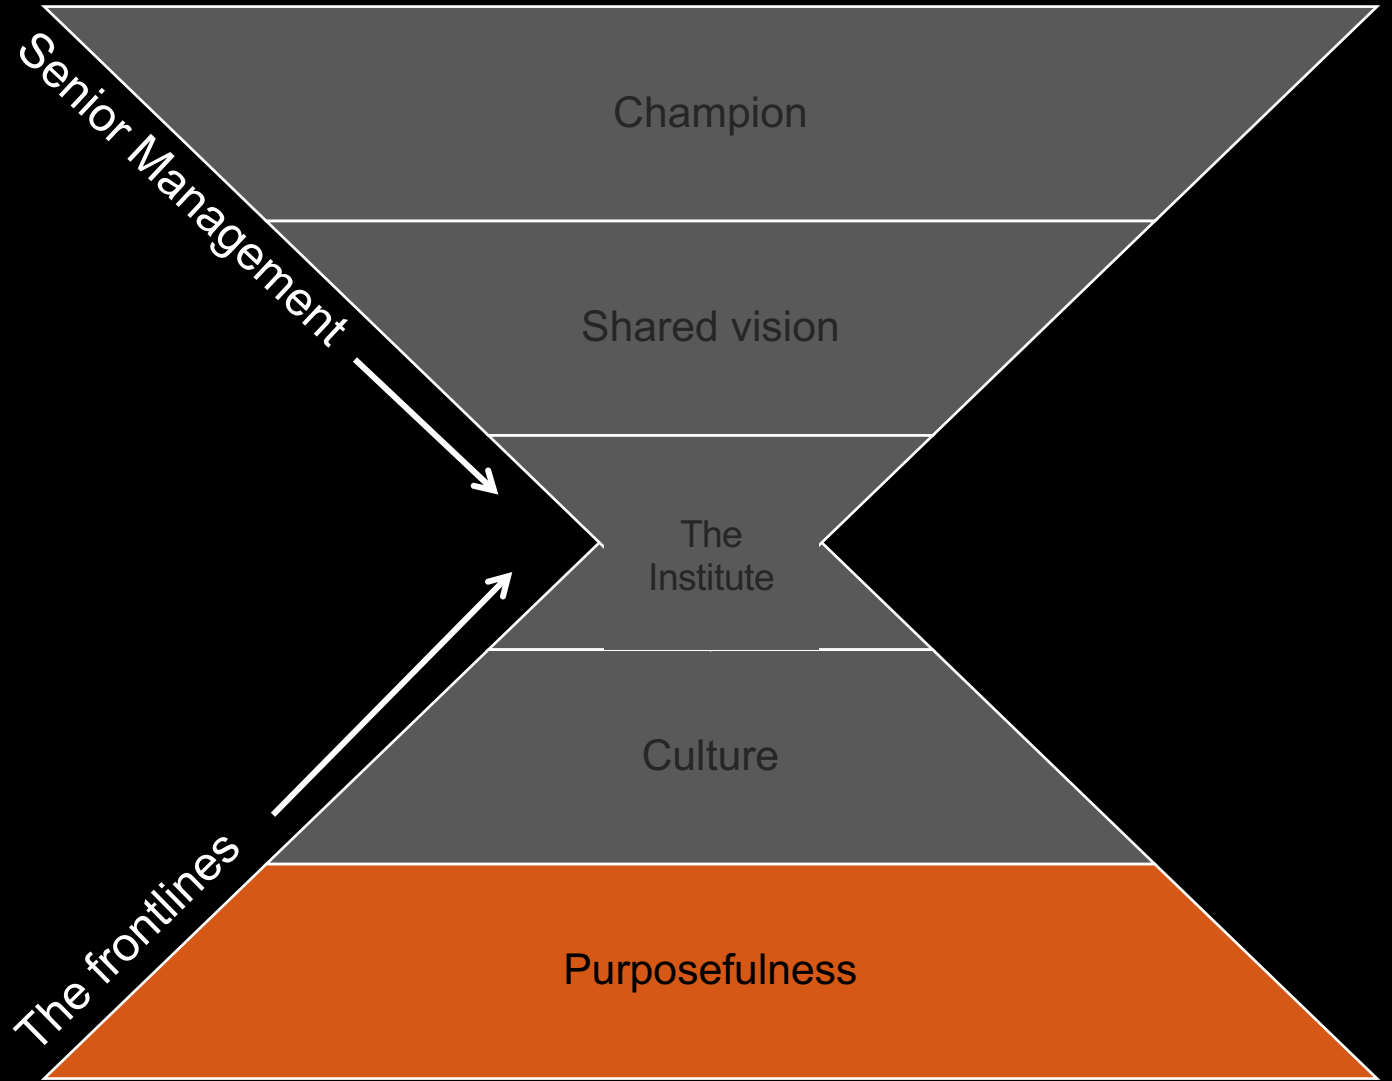 Senior Management
Champion
Shared vision
The
Institute
Culture
The frontlines
Purposefulness